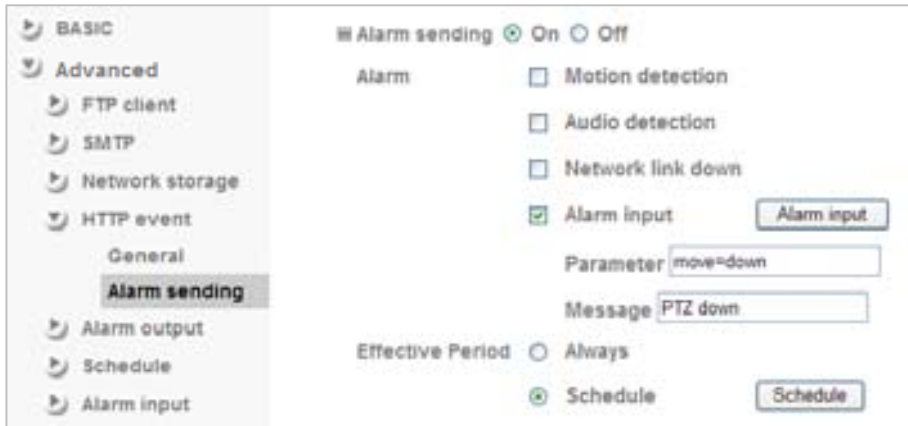 BASIC
Advanced
FTP client
SMTP
Network storage
HTTP event
General
Alarm sending
Alarm output
Schedule
Alarm input
Alarm sending On Off
Alarm Motion detection
Audio detection
Network link down
Alarm input Alarm input
Parameter move=down
Message PTZ down
Effective Period Always
Schedule Schedule